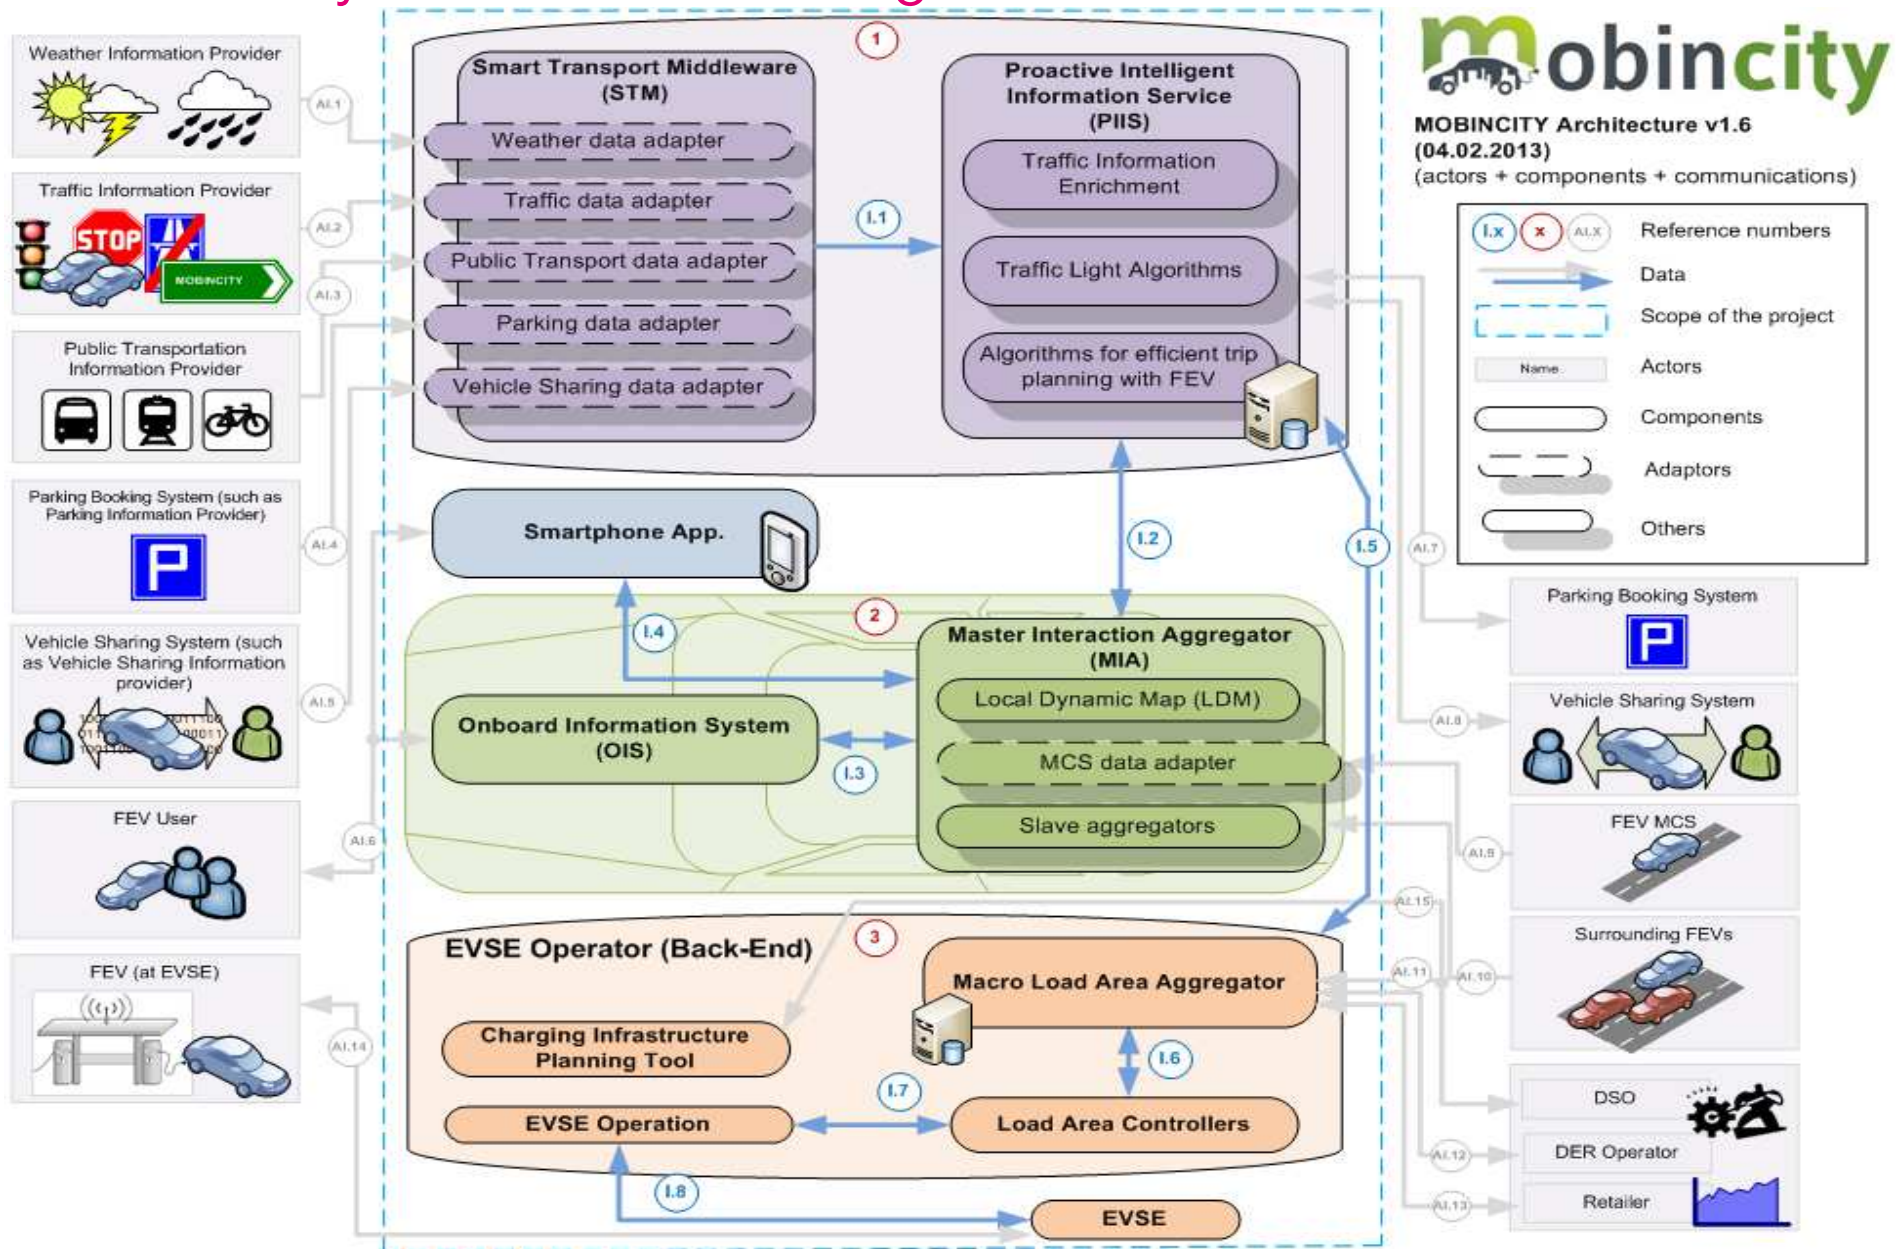 Weather Information Provider
Traffic Information Provider
STOP
MOBINCITY
Public Transportation
Information Provider
Parking Booking System (such as
Parking Information Provider)
P
Vehicle Sharing System (such
as Vehicle Sharing Information
provider)
FEV User
FEV (at EVSE)
AI.1
AI.2
AI.3
AI.4
AI.5
AI.6
AI.14
1
Smart Transport Middleware
(STM)
Weather data adapter
Traffic data adapter
Public Transport data adapter
Parking data adapter
Vehicle Sharing data adapter
I.1
Proactive Intelligent
Information Service
(PIIS)
Traffic Information
Enrichment
Traffic Light Algorithms
Algorithms for efficient trip
planning with FEV
Smartphone App.
I.2
I.5
I.4
2
Master Interaction Aggregator
(MIA)
Local Dynamic Map (LDM)
MCS data adapter
Slave aggregators
Onboard Information System
(OIS)
I.3
EVSE Operator (Back-End)
3
Macro Load Area Aggregator
Charging Infrastructure
Planning Tool
I.6
I.7
EVSE Operation
Load Area Controllers
I.8
EVSE
mobincity
MOBINCITY Architecture v1.6
(04.02.2013)
(actors + components + communications)
I.x x AI.X Reference numbers
Data
Scope of the project
Name Actors
Components
Adaptors
Others
AI.7
Parking Booking System
P
AI.8
Vehicle Sharing System
FEV MCS
AI.9
AI.15
Surrounding FEVs
AI.11
AI.10
DSO
AI.12
DER Operator
AI.13
Retailer